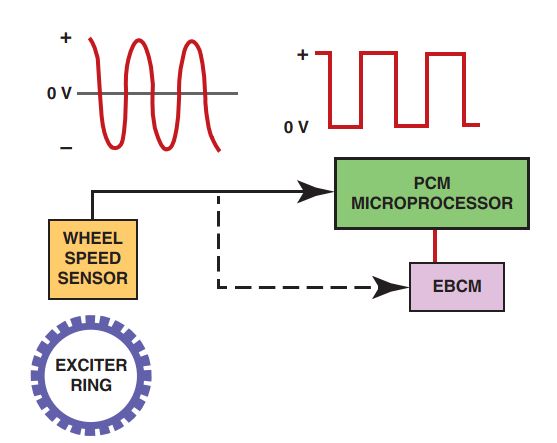 +
0 V
–
+
0 V
PCM
MICROPROCESSOR
WHEEL
SPEED
SENSOR
EBCM
EXCITER
RING